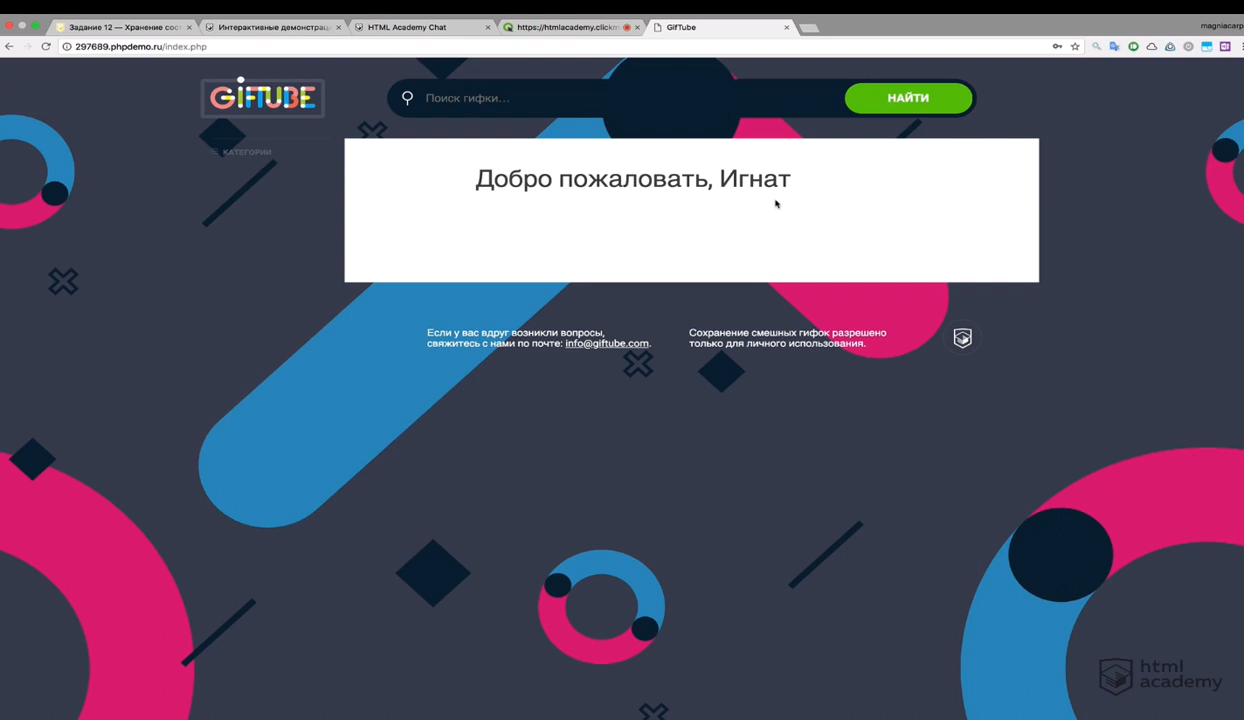 Задание 12 — Хранение сос
Интерактивные демонстрац
HTML Academy Chat
https://htmlacademy.clickm
GifTube
magniacarp
297689.phpdemo.ru/index.php
GIFTUBE
Поиск гифки...
НАЙТИ
КАТЕГОРИИ
Добро пожаловать, Игнат
Если у вас вдруг возникли вопросы,
свяжитесь с нами по почте: info@giftube.com.
Сохранение смешных гифок разрешено
только для личного использования.
html
academy